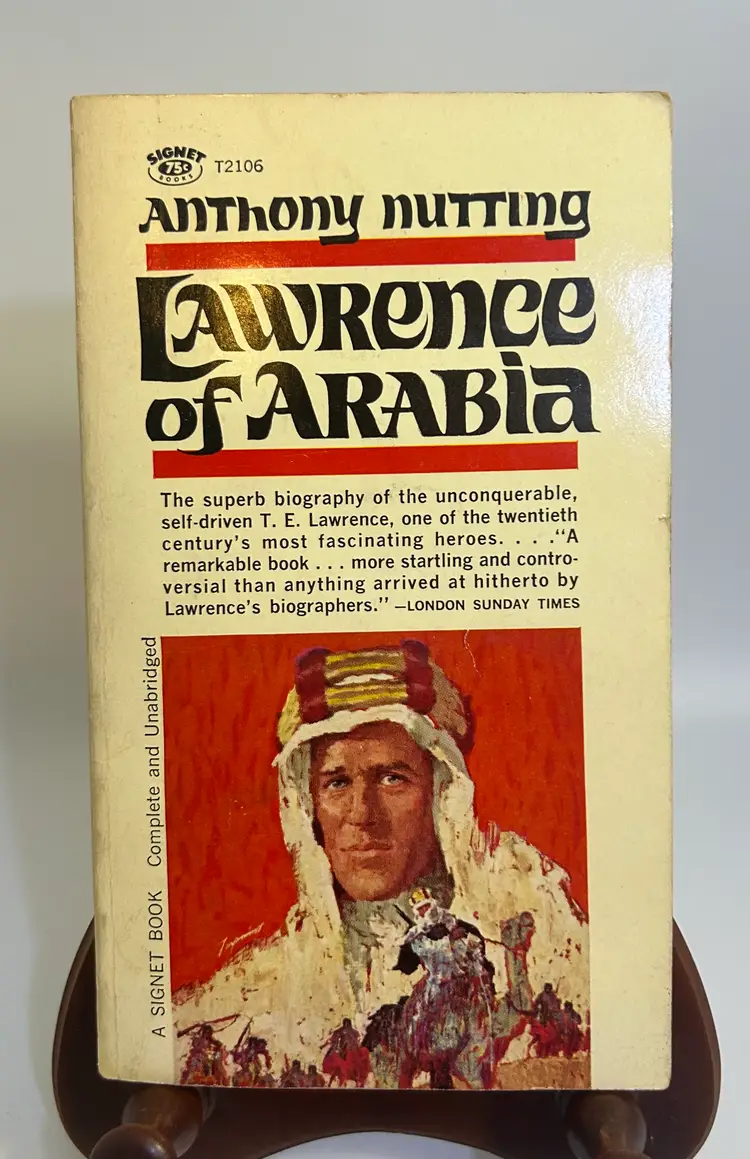 SIGNET
75¢
BOOKS
T2106
Anthony Nutting
Lawrence
of Arabia
The superb biography of the unconquerable,
self-driven T. E. Lawrence, one of the twentieth
century's most fascinating heroes. . . ."A
remarkable book . . . more startling and contro-
versial than anything arrived at hitherto by
Lawrence's biographers." —LONDON SUNDAY TIMES
A SIGNET BOOK Complete and Unabridged